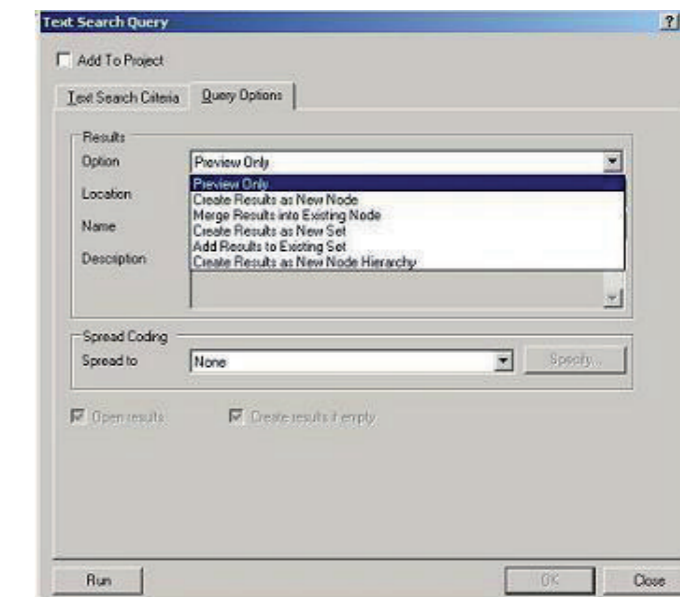 Text Search Query ?
Add To Project
Text Search Criteria Query Options
Results
Option Preview Only
Preview Only
Location
Create Results as New Node
Merge Results into Existing Node
Name
Create Results as New Set
Add Results to Existing Set
Description
Create Results as New Node Hierarchy
Spread Coding
Spread to None Specify...
Open results Create results if empty
Run OK Close